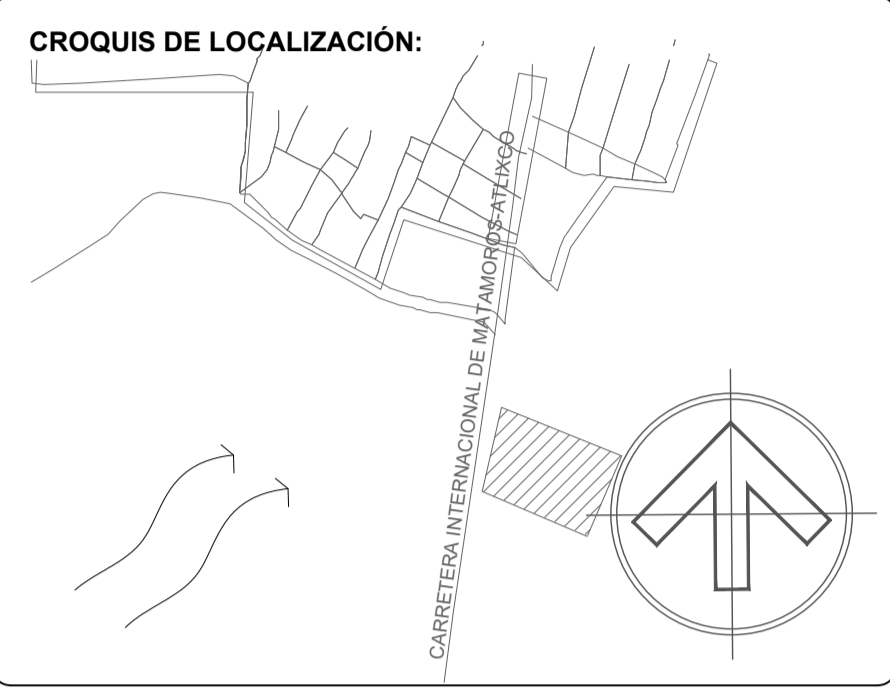 CROQUIS DE LOCALIZACIÓN:
CARRETERA INTERNACIONAL DE MATAMOROS-ATLIXCO